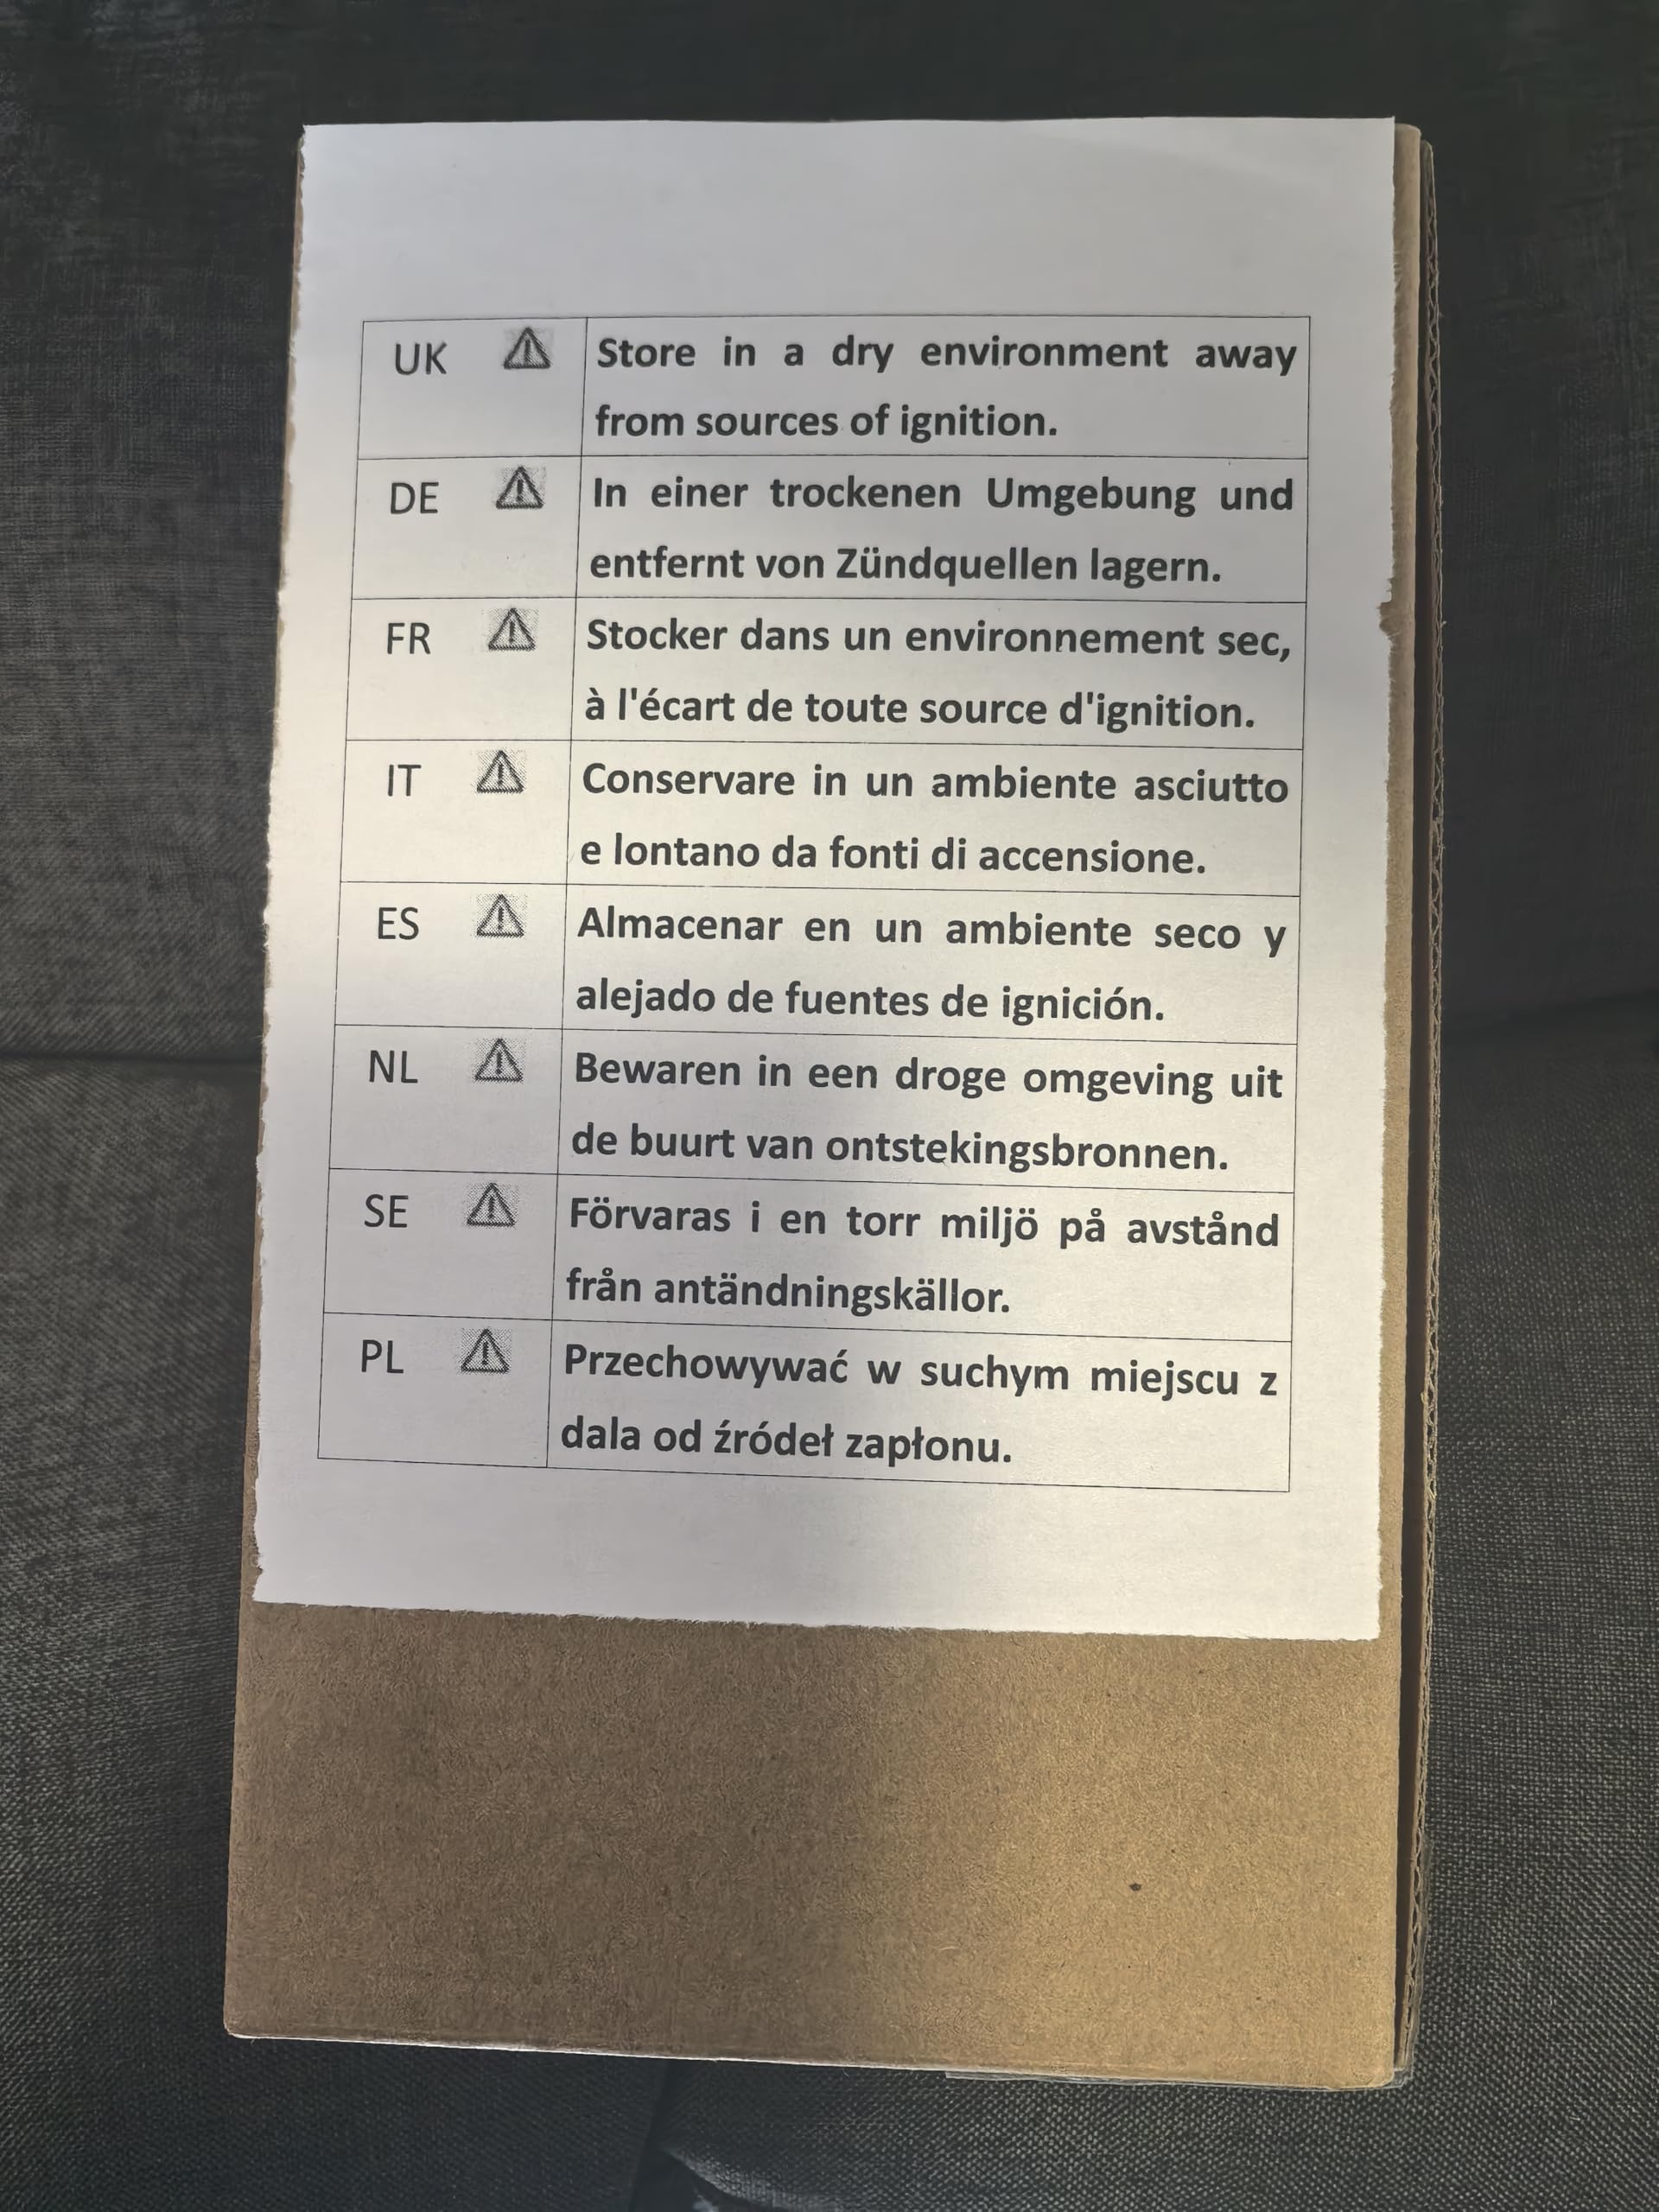 UK Store in a dry environment away
from sources of ignition.
DE In einer trockenen Umgebung und
entfernt von Zündquellen lagern.
FR Stocker dans un environnement sec,
à l'écart de toute source d'ignition.
IT Conservare in un ambiente asciutto
e lontano da fonti di accensione.
ES Almacenar en un ambiente seco y
alejado de fuentes de ignición.
NL Bewaren in een droge omgeving uit
de buurt van ontstekingsbronnen.
SE Förvaras i en torr miljö på avstånd
från antändningskällor.
PL Przechowywać w suchym miejscu z
dala od źródeł zapłonu.